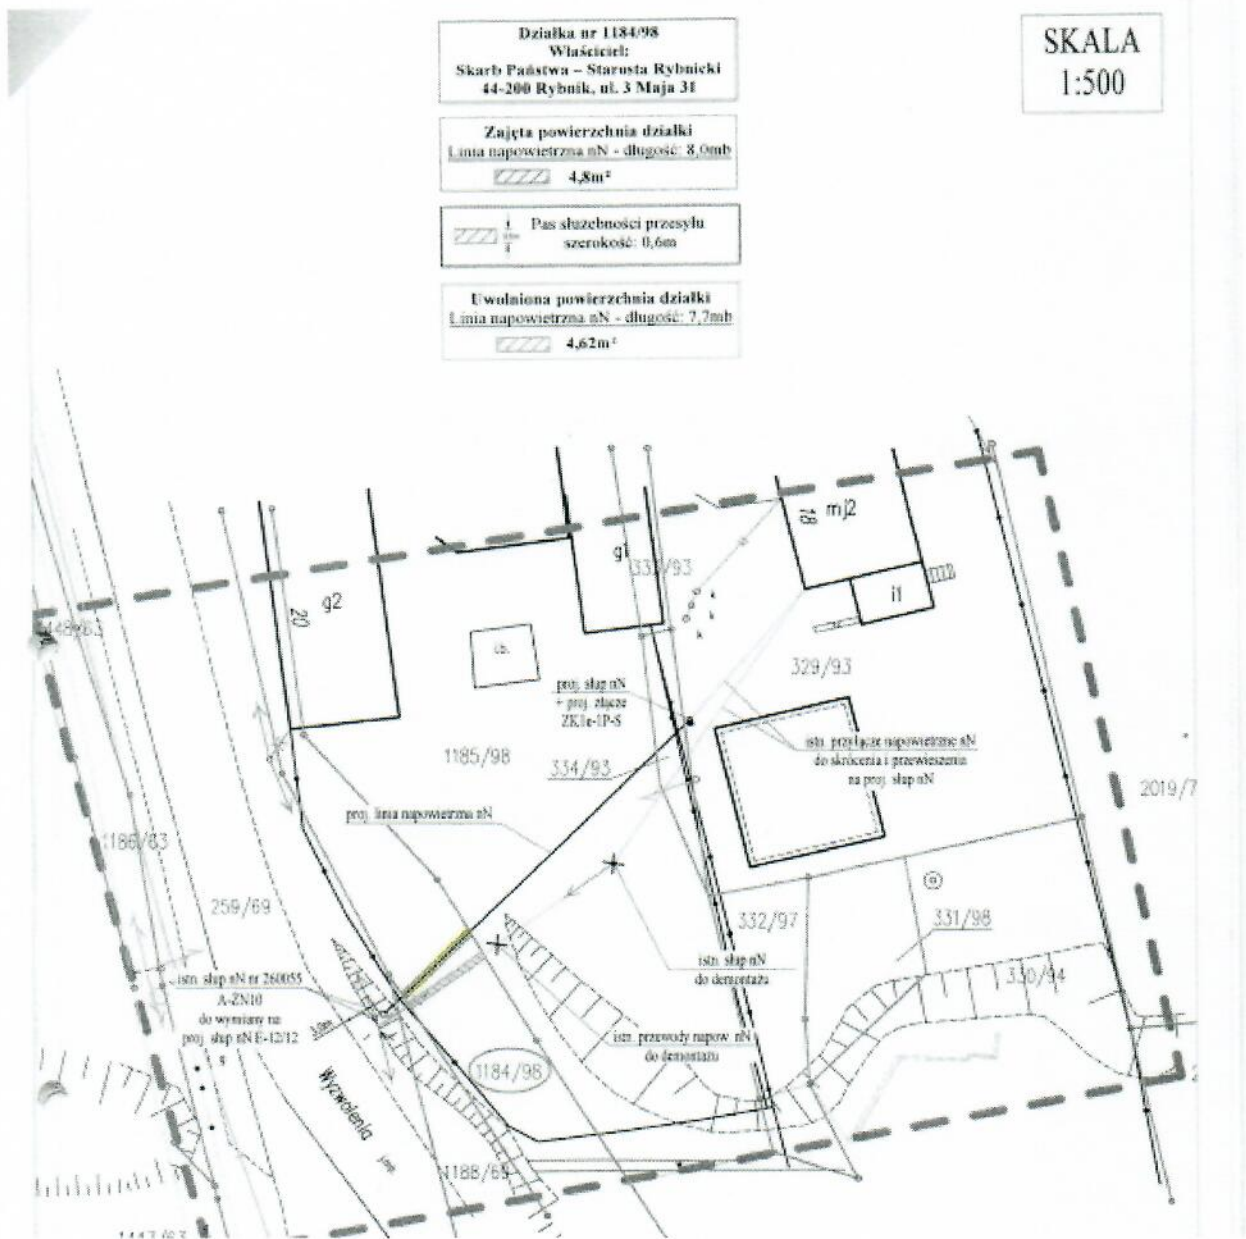 Działka nr 1184/98
Właściciel:
Skarb Państwa – Starosta Rybnicki
44-200 Rybnik, ul. 3 Maja 31
SKALA
1:500
Zajęta powierzchnia działki
Linia napowietrzna nN - długość: 8,0mb
4,8m²
Pas służebności przesyłu
szerokość: 0,6m
Uwolniona powierzchnia działki
Linia napowietrzna nN - długość: 7,7mb
4,62m²
18
mj2
g1
i1
g2
20
329/93
proj. słup nN
+ proj. złącze
ZK1e-1P-S
1185/98
334/93
istn. przyłącze napowietrzne nN
do skrócenia i przewieszenia
na proj. słup nN
proj. linia napowietrzna nN
1186/83
259/69
332/97
331/98
330/94
istn. słup nN
do demontażu
istn. słup nN nr 260055
A-ŻN10
do wymiany na
proj. słup nN E-12/12
istn. przewody napow. nN
do demontażu
1184/98
Wyzwolenia
1188/69